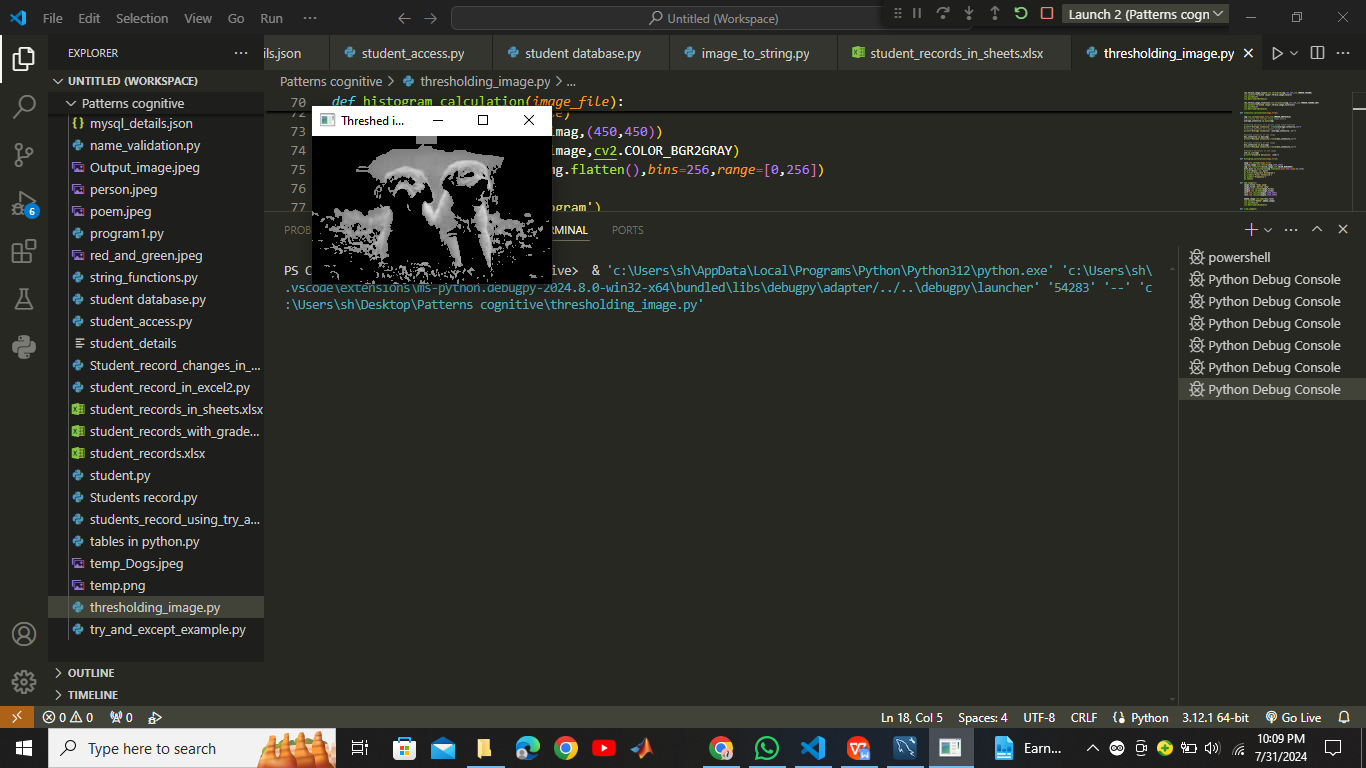 File Edit Selection View Go Run ··· Untitled (Workspace) Launch 2 (Patterns cogn
EXPLORER
ils.json student_access.py student database.py image_to_string.py student_records_in_sheets.xlsx thresholding_image.py
UNTITLED (WORKSPACE)
Patterns cognitive > thresholding_image.py > ...
Patterns cognitive
mysql_details.json
name_validation.py
Output_image.jpeg
person.jpeg
poem.jpeg
program1.py
red_and_green.jpeg
string_functions.py
student database.py
student_access.py
student_details
Student_record_changes_in_...
student_record_in_excel2.py
student_records_in_sheets.xlsx
student_records_with_grade...
student_records.xlsx
student.py
Students record.py
students_record_using_try_a...
tables in python.py
temp_Dogs.jpeg
temp.png
thresholding_image.py
try_and_except_example.py
OUTLINE
TIMELINE
6
70 def histogram_calculation(image_file):
72
73 mag,(450,450))
74 image,cv2.COLOR_BGR2GRAY)
75 ng.flatten(),bins=256,range=[0,256])
76
77 ogram')
Threshed i...
PROB RMINAL PORTS
PS C ive> & 'c:\Users\sh\AppData\Local\Programs\Python\Python312\python.exe' 'c:\Users\sh\
.vscode\extensions\ms-python.debugpy-2024.8.0-win32-x64\bundled\libs\debugpy\adapter/../..\debugpy\launcher' '54283' '--' 'c
:\Users\sh\Desktop\Patterns cognitive\thresholding_image.py'
powershell
Python Debug Console
Python Debug Console
Python Debug Console
Python Debug Console
Python Debug Console
Python Debug Console
0 0 0 Ln 18, Col 5 Spaces: 4 UTF-8 CRLF Python 3.12.1 64-bit Go Live
Type here to search Earn... 10:09 PM
7/31/2024